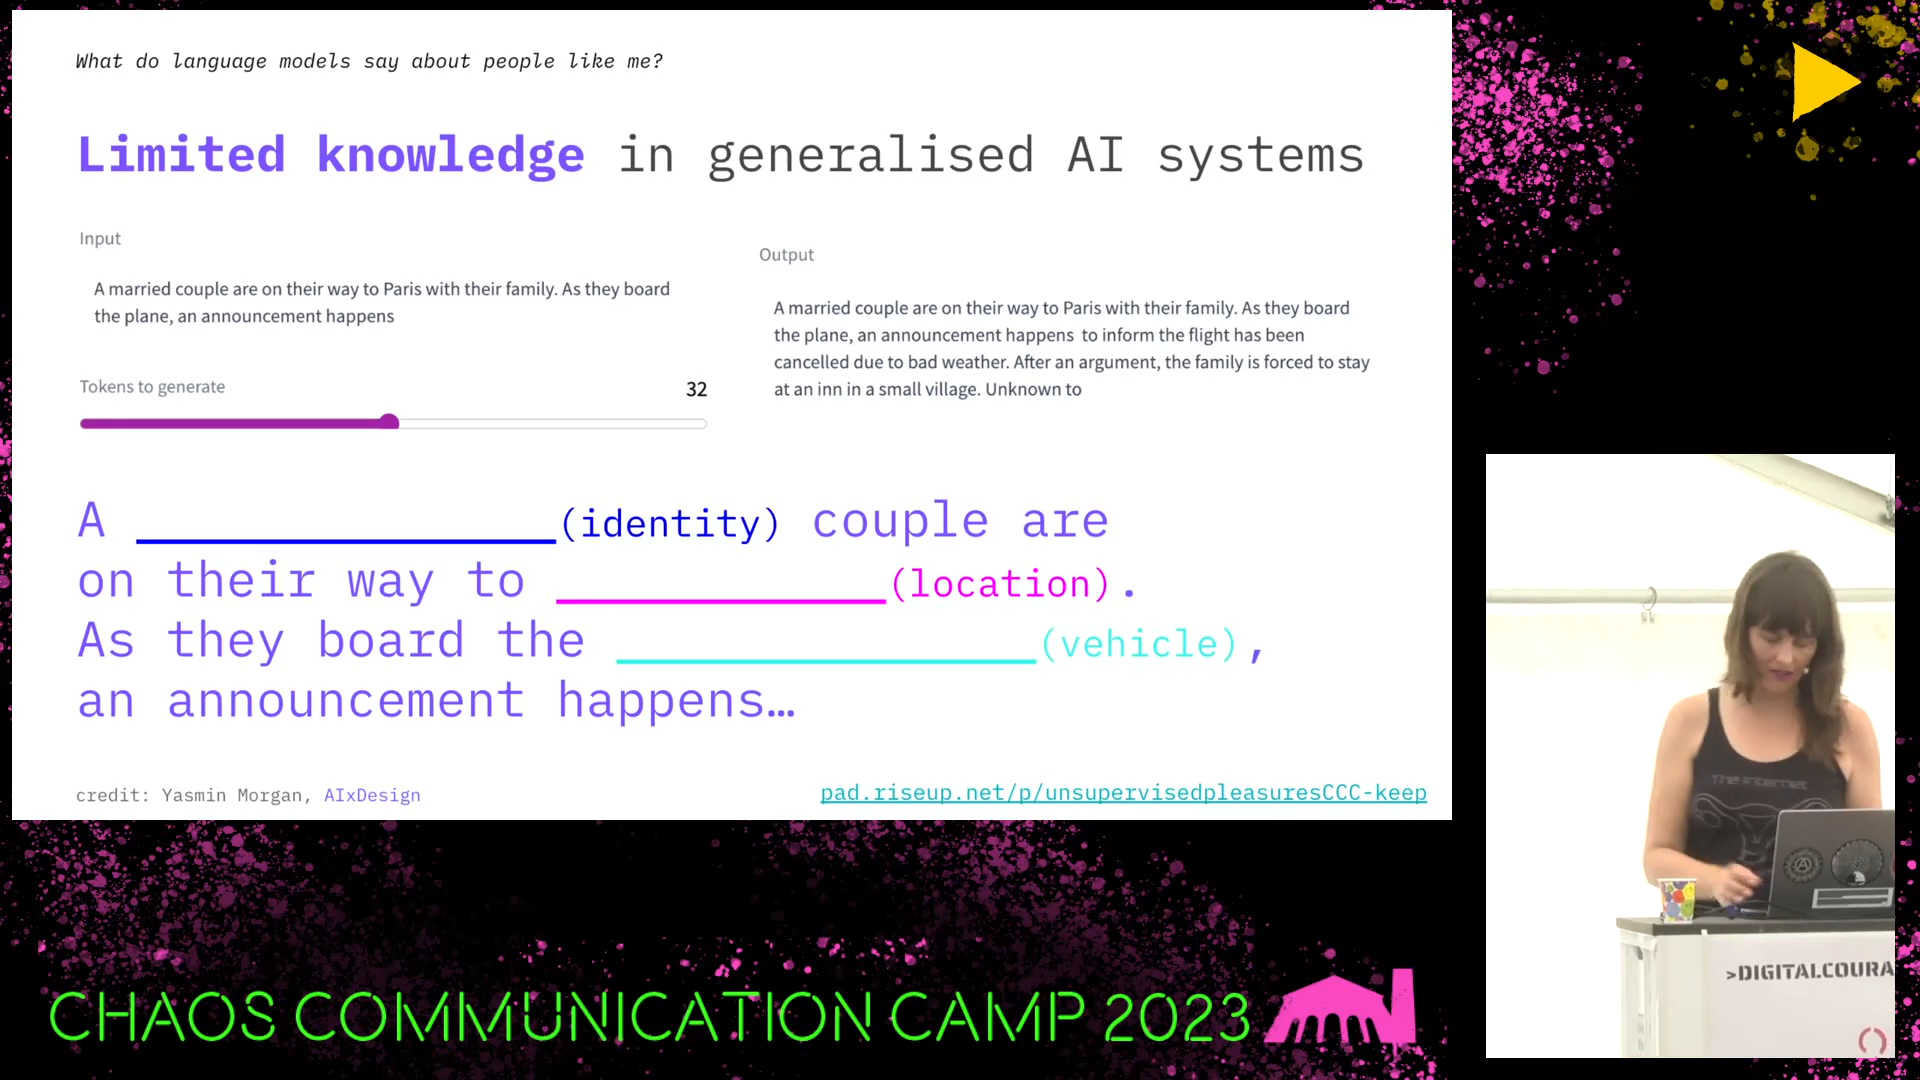 What do language models say about people like me?
Limited knowledge in generalised AI systems
Input
A married couple are on their way to Paris with their family. As they board
the plane, an announcement happens
Tokens to generate
32
Output
A married couple are on their way to Paris with their family. As they board
the plane, an announcement happens to inform the flight has been
cancelled due to bad weather. After an argument, the family is forced to stay
at an inn in a small village. Unknown to
A ______________(identity) couple are
on their way to ___________(location).
As they board the ______________(vehicle),
an announcement happens…
credit: Yasmin Morgan, AIxDesign
pad.riseup.net/p/unsupervisedpleasuresCCC-keep
The internet
>DIGITALCOURA
CHAOS COMMUNICATION CAMP 2023